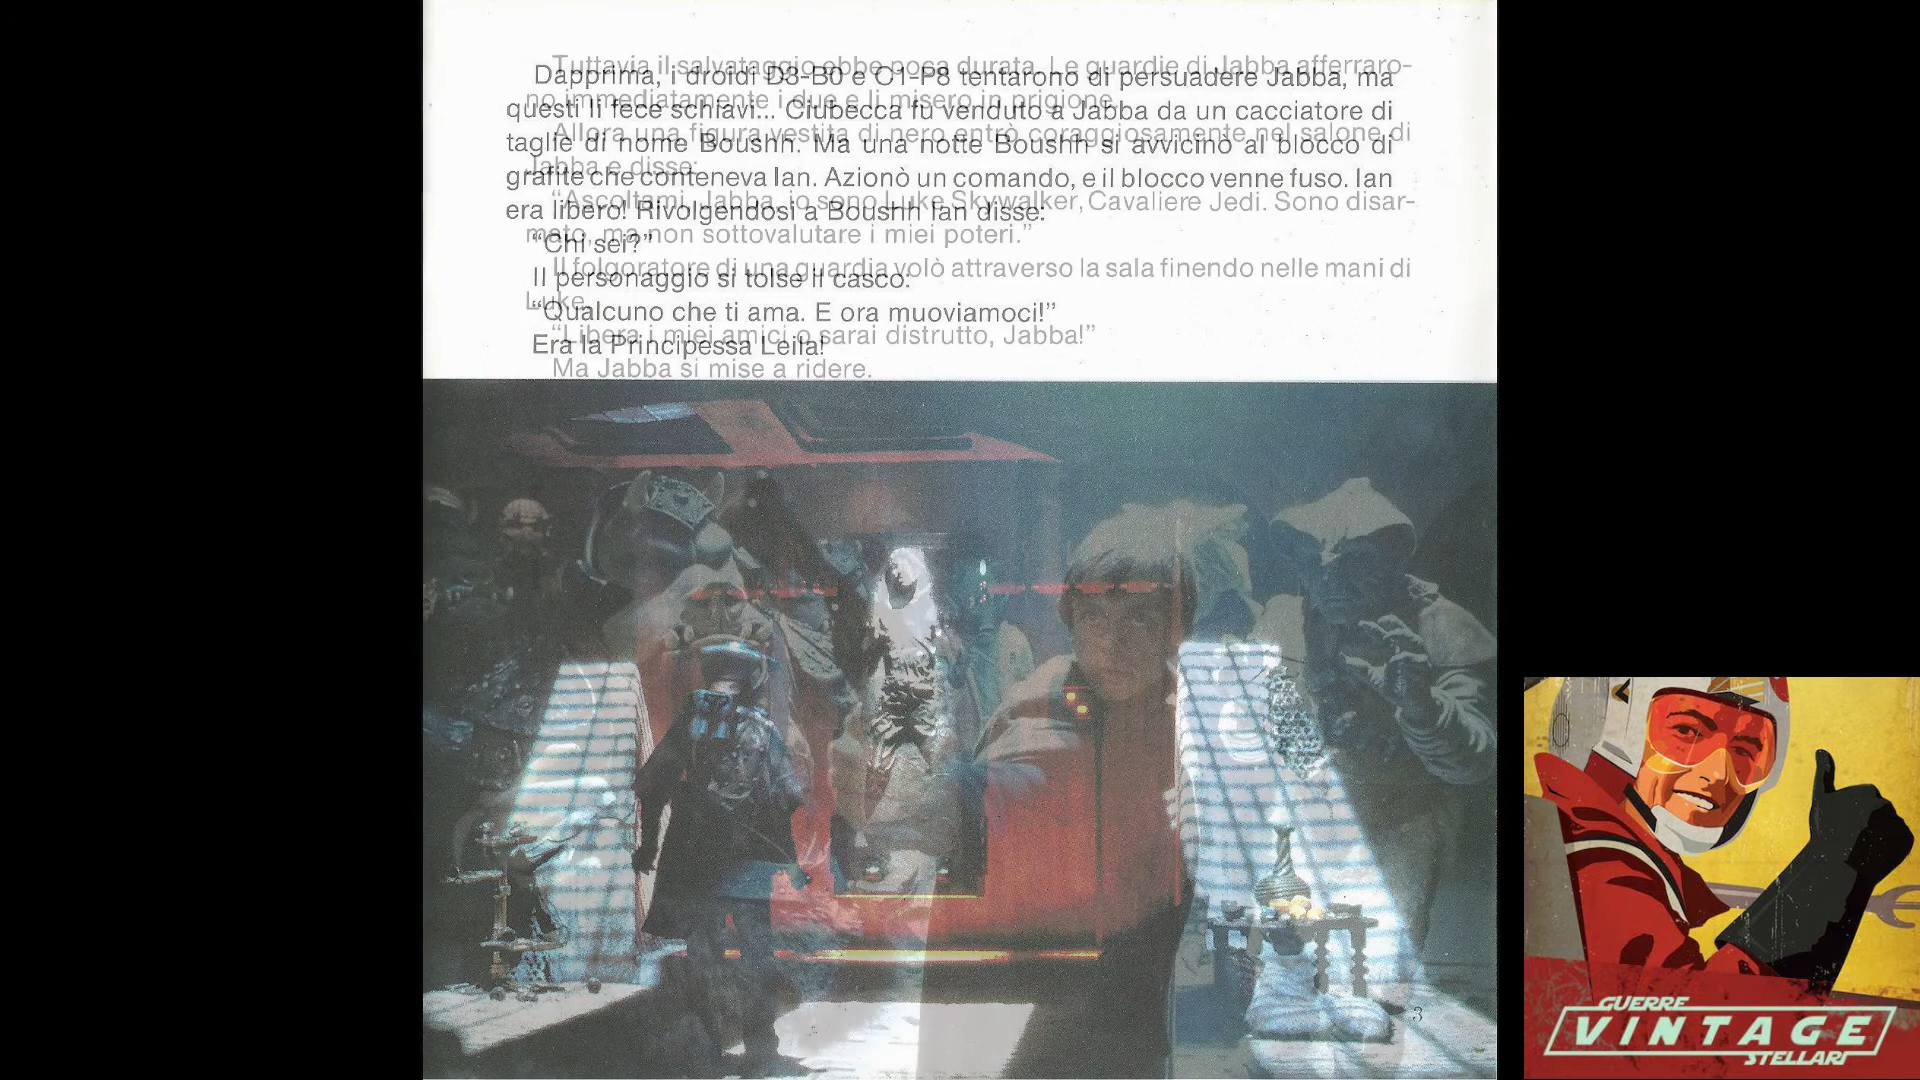 Dapprima, i droidi D3-B0 e C1-P8 tentarono di persuadere Jabba, ma
questi li fece schiavi... Ciubecca fu venduto a Jabba da un cacciatore di
taglie di nome Boushh. Ma una notte Boushh si avvicinò al blocco di
grafite che conteneva Ian. Azionò un comando, e il blocco venne fuso. Ian
era libero! Rivolgendosi a Boushh Ian disse:
“Chi sei?”
Il personaggio si tolse il casco.
“Qualcuno che ti ama. E ora muoviamoci!”
Era la Principessa Leila!
Tuttavia il salvataggio ebbe poca durata. Le guardie di Jabba afferraro-
no immediatamente i due e li misero in prigione.
Allora una figura vestita di nero entrò coraggiosamente nel salone di
Jabba e disse:
“Ascoltami, Jabba, io sono Luke Skywalker, Cavaliere Jedi. Sono disar-
mato, ma non sottovalutare i miei poteri.”
Il folgoratore di una guardia volò attraverso la sala finendo nelle mani di
Luke.
“Libera i miei amici o sarai distrutto, Jabba!”
Ma Jabba si mise a ridere.
3
GUERRE
VINTAGE
STELLARI